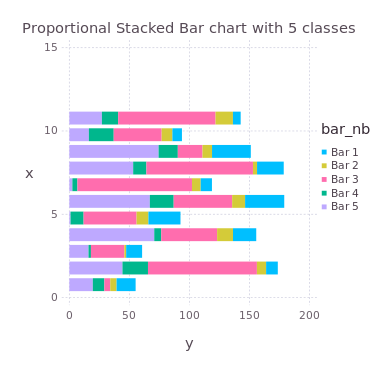 Proportional Stacked Bar chart with 5 classes
15
10
5
0
x
0 50 100 150 200
y
bar_nb
Bar 1
Bar 2
Bar 3
Bar 4
Bar 5